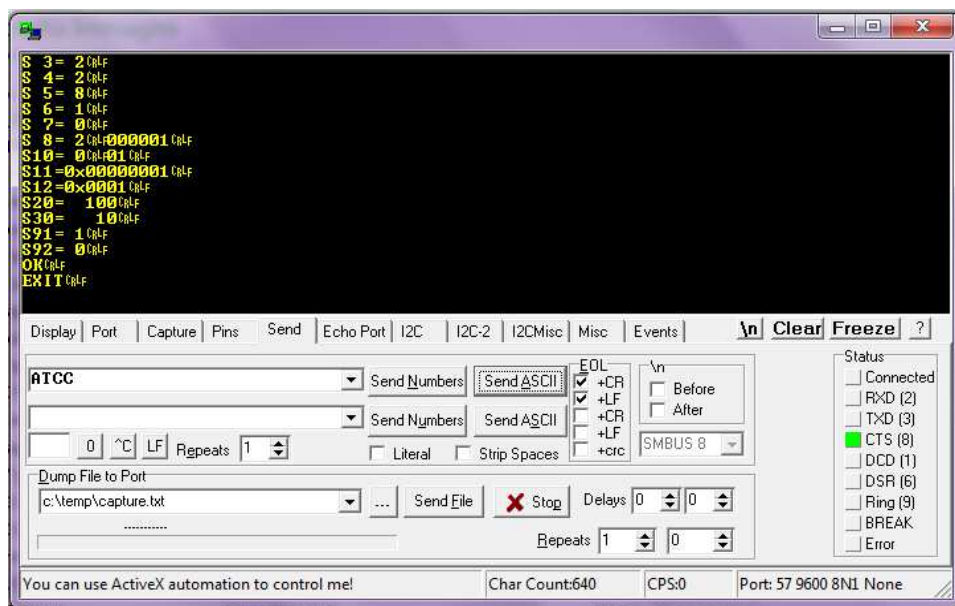 S 3= 2CRLF
S 4= 2CRLF
S 5= 8CRLF
S 6= 1CRLF
S 7= 0CRLF
S 8= 2CRLF000001CRLF
S10= 0CRLF01CRLF
S11=0x00000001CRLF
S12=0x0001CRLF
S20= 100CRLF
S30= 10CRLF
S91= 1CRLF
S92= 0CRLF
OKCRLF
EXITCRLF
Display Port Capture Pins Send Echo Port I2C I2C-2 I2CMisc Misc Events \n Clear Freeze ?
ATCC Send Numbers Send ASCII
Send Numbers Send ASCII
0 ^C LF Repeats 1 Literal Strip Spaces
EOL
+CR
+LF
+CR
+LF
+crc
\n
Before
After
SMBUS 8
Dump File to Port
c:\temp\capture.txt ... Send File Stop Delays 0 0
-----------
Repeats 1 0
Status
Connected
RXD (2)
TXD (3)
CTS (8)
DCD (1)
DSR (6)
Ring (9)
BREAK
Error
You can use ActiveX automation to control me! Char Count:640 CPS:0 Port: 57 9600 8N1 None